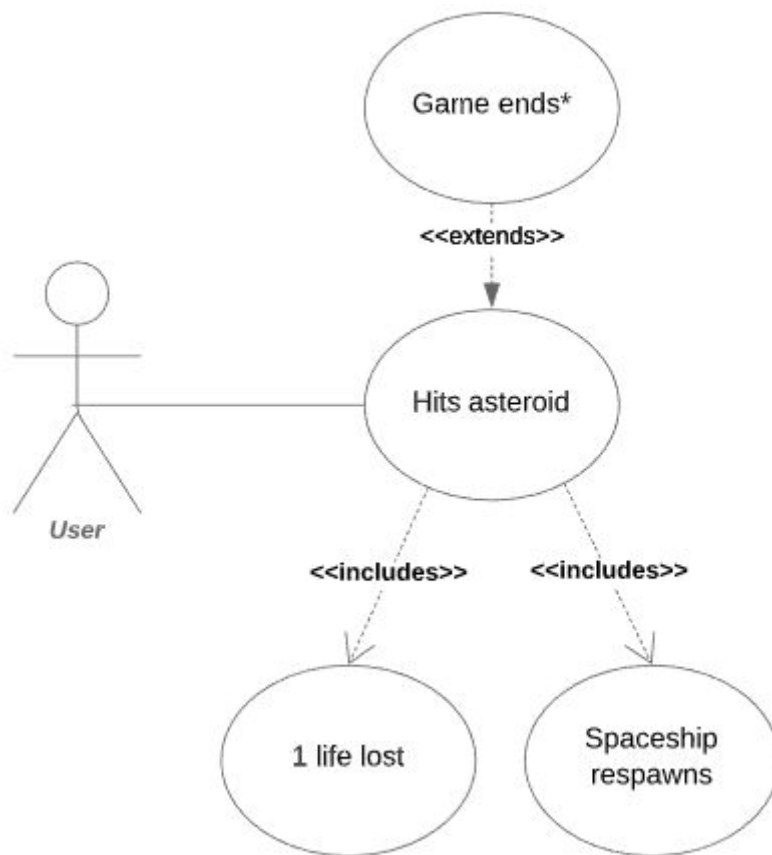 Game ends*
<<extends>>
Hits asteroid
User
<<includes>>
<<includes>>
1 life lost
Spaceship
respawns